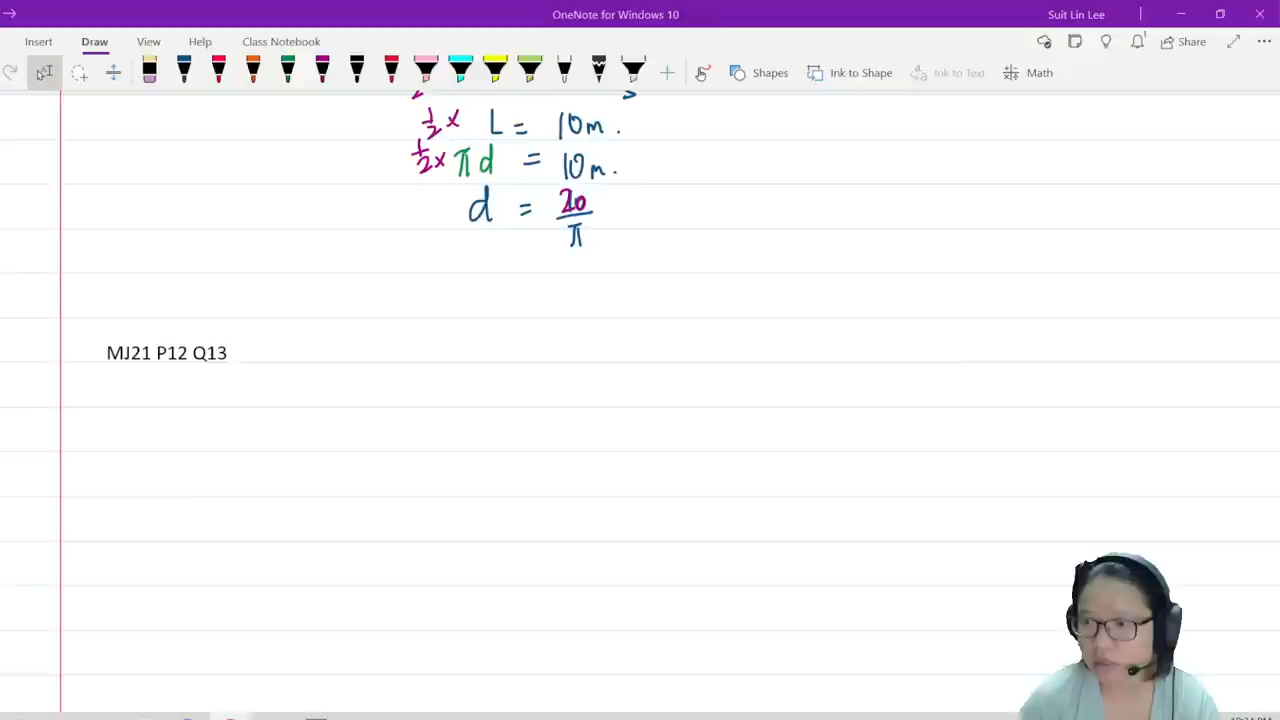 OneNote for Windows 10
Suit Lin Lee
Insert Draw View Help Class Notebook
Share
Shapes Ink to Shape Ink to Text Math
1/2 × L = 10m.
1/2 × πd = 10m.
d = 20/π
MJ21 P12 Q13